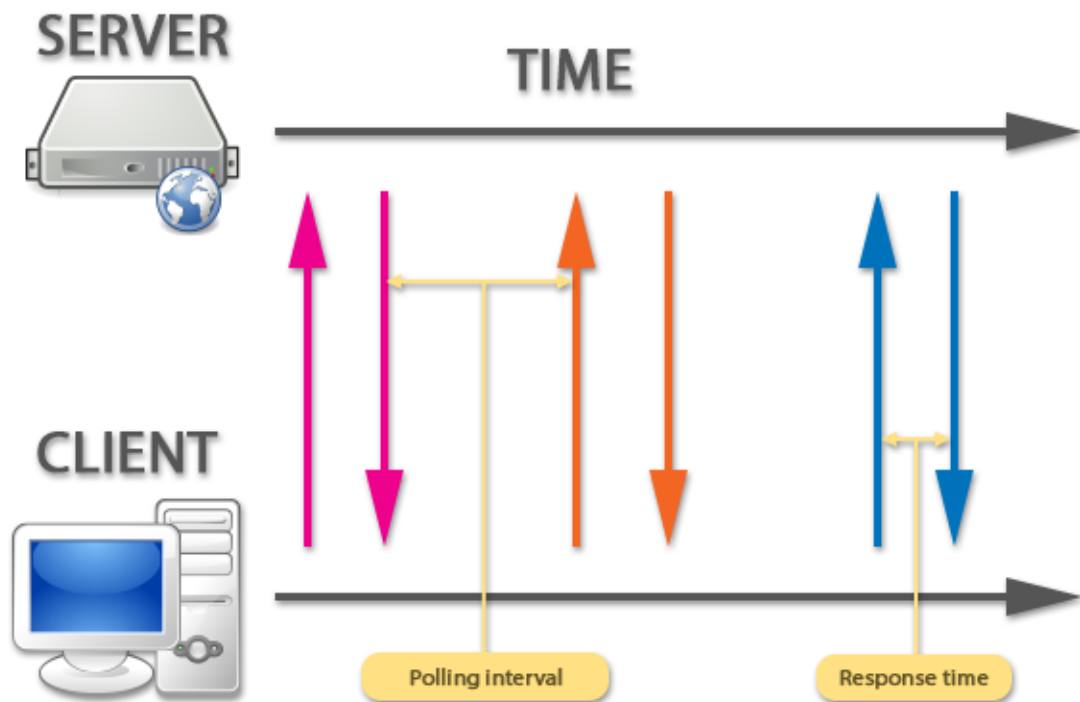 SERVER
TIME
CLIENT
Polling interval
Response time